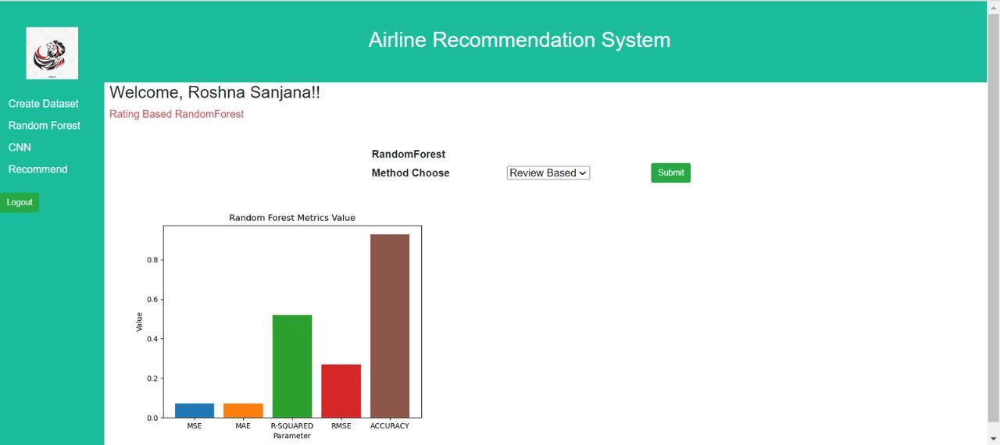 Airline Recommendation System
Create Dataset
Random Forest
CNN
Recommend
Logout
Welcome, Roshna Sanjana!!
Rating Based RandomForest
RandomForest
Method Choose Review Based Submit
Random Forest Metrics Value
Value
0.8
0.6
0.4
0.2
0.0
MSE MAE R-SQUARED RMSE ACCURACY
Parameter